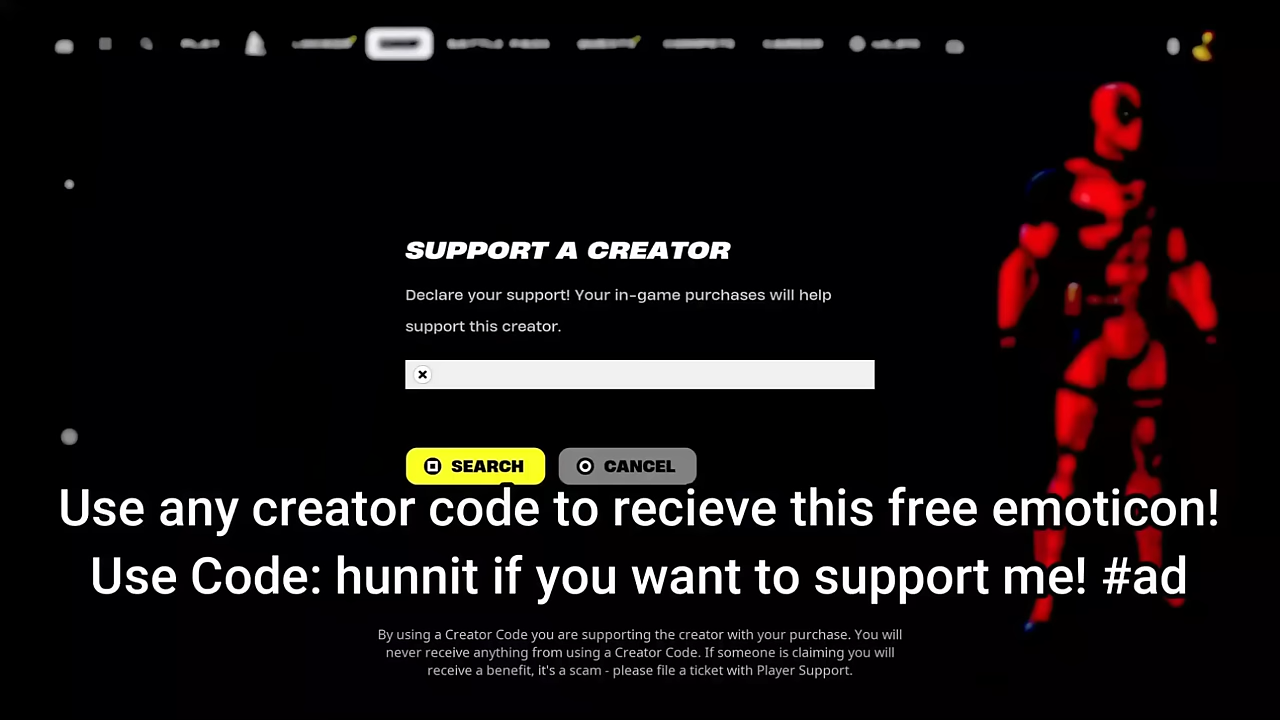 SUPPORT A CREATOR
Declare your support! Your in-game purchases will help
support this creator.
SEARCH CANCEL
Use any creator code to recieve this free emoticon!
Use Code: hunnit if you want to support me! #ad
By using a Creator Code you are supporting the creator with your purchase. You will
never receive anything from using a Creator Code. If someone is claiming you will
receive a benefit, it's a scam - please file a ticket with Player Support.